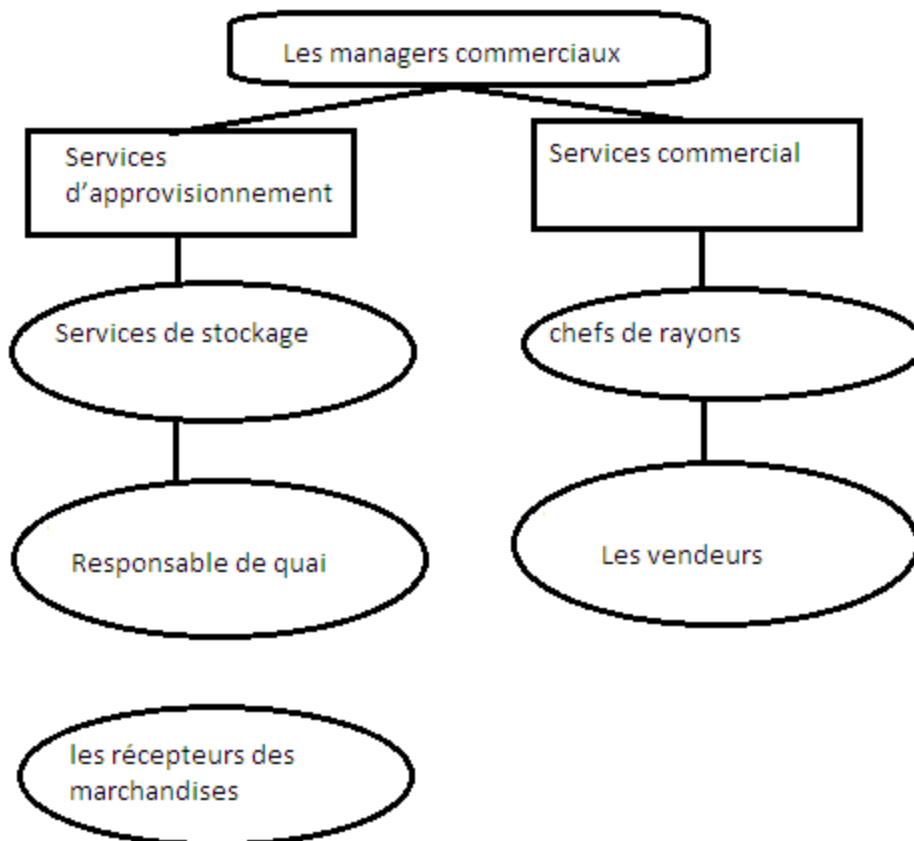 Les managers commerciaux
Services
d’approvisionnement
Services commercial
Services de stockage
chefs de rayons
Responsable de quai
Les vendeurs
les récepteurs des
marchandises